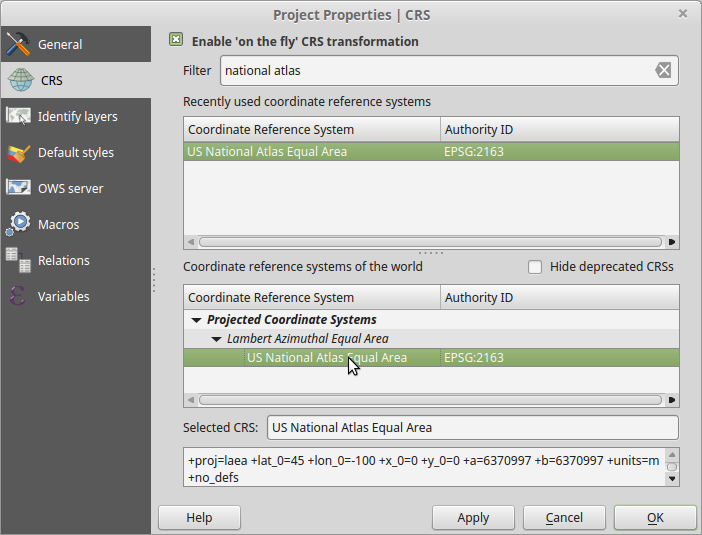 Project Properties | CRS
General
CRS
Identify layers
Default styles
OWS server
Macros
Relations
Variables
Enable 'on the fly' CRS transformation
Filter national atlas
Recently used coordinate reference systems
Coordinate Reference System Authority ID
US National Atlas Equal Area EPSG:2163
Coordinate reference systems of the world Hide deprecated CRSs
Coordinate Reference System Authority ID
Projected Coordinate Systems
Lambert Azimuthal Equal Area
US National Atlas Equal Area EPSG:2163
Selected CRS: US National Atlas Equal Area
+proj=laea +lat_0=45 +lon_0=-100 +x_0=0 +y_0=0 +a=6370997 +b=6370997 +units=m
+no_defs
Help Apply Cancel OK